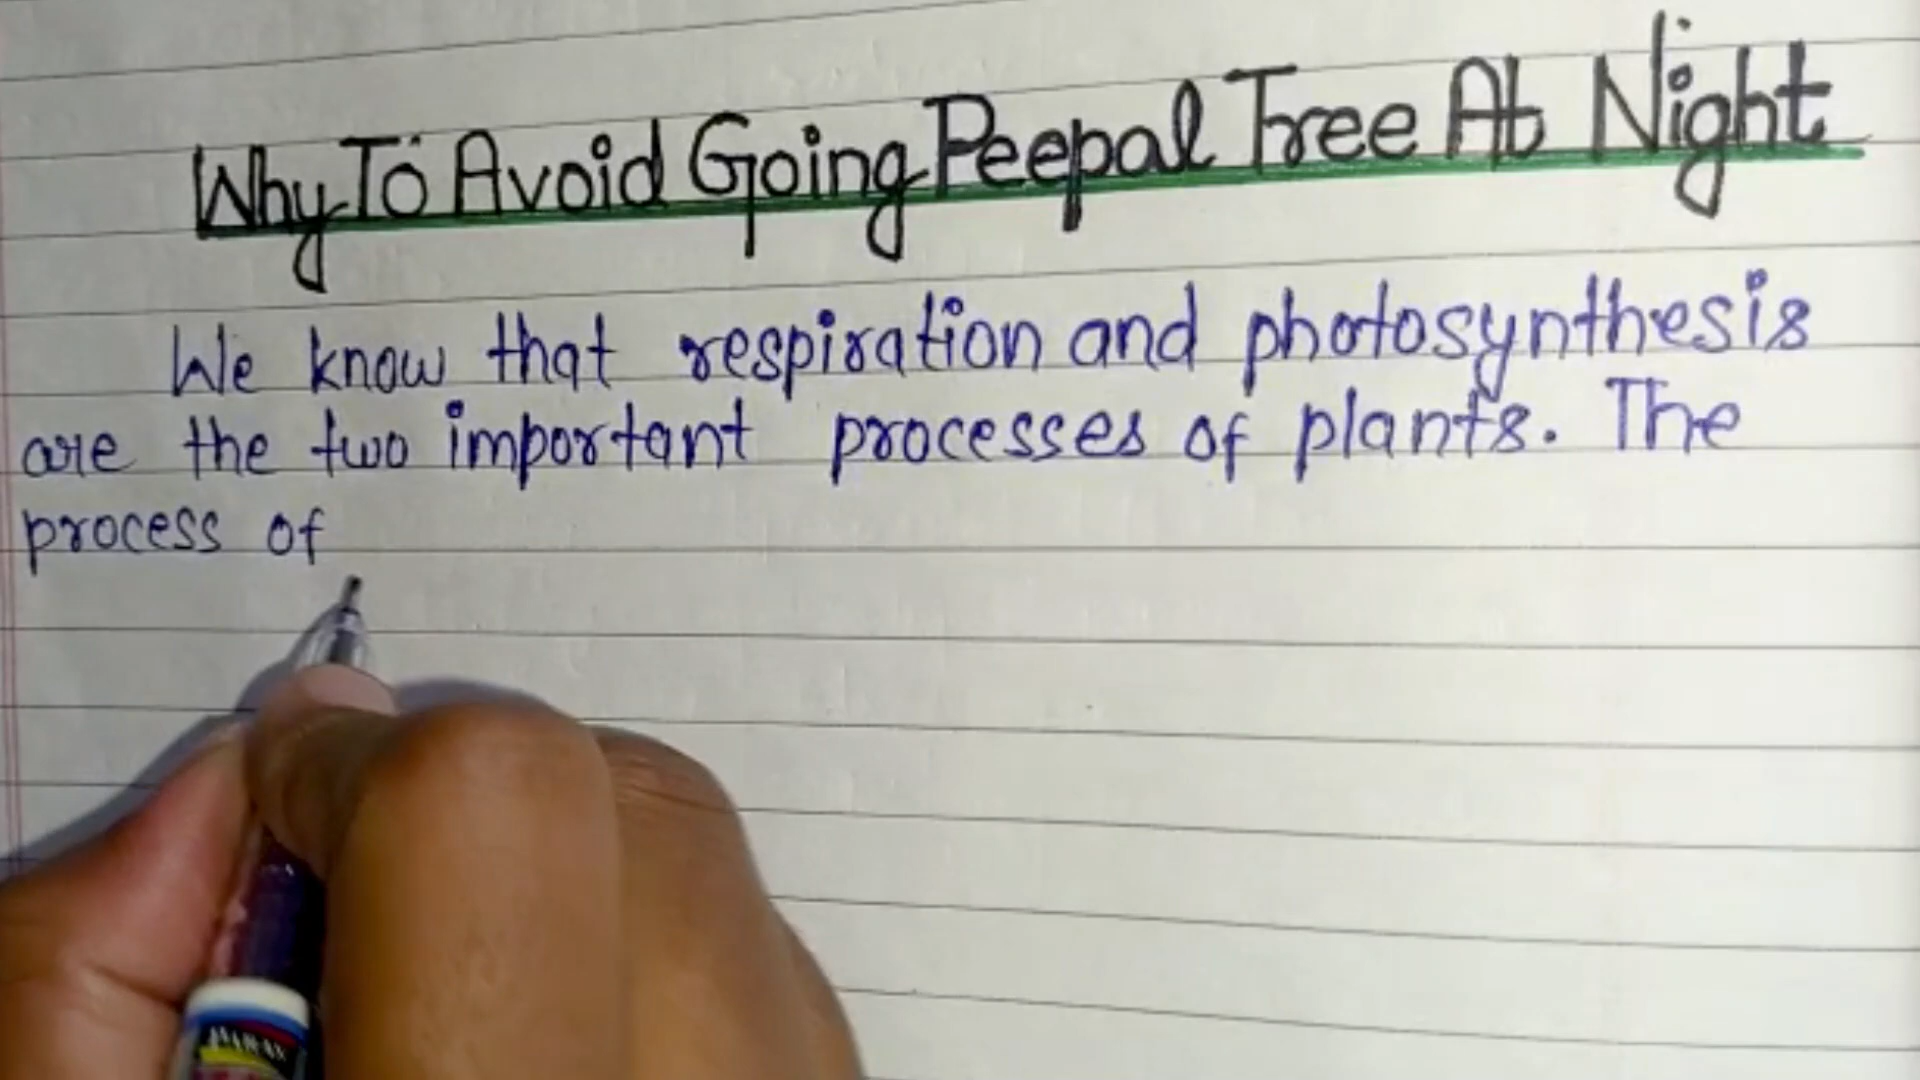 Why To Avoid Going Peepal Tree At Night
We know that respiration and photosynthesis
are the two important processes of plants. The
process of